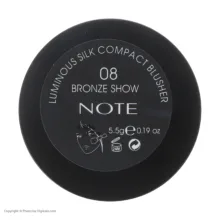 LUMINOUS SILK COMPACT BLUSHER
08
BRONZE SHOW
NOTE
5.5g ℮ 0.19 oz.